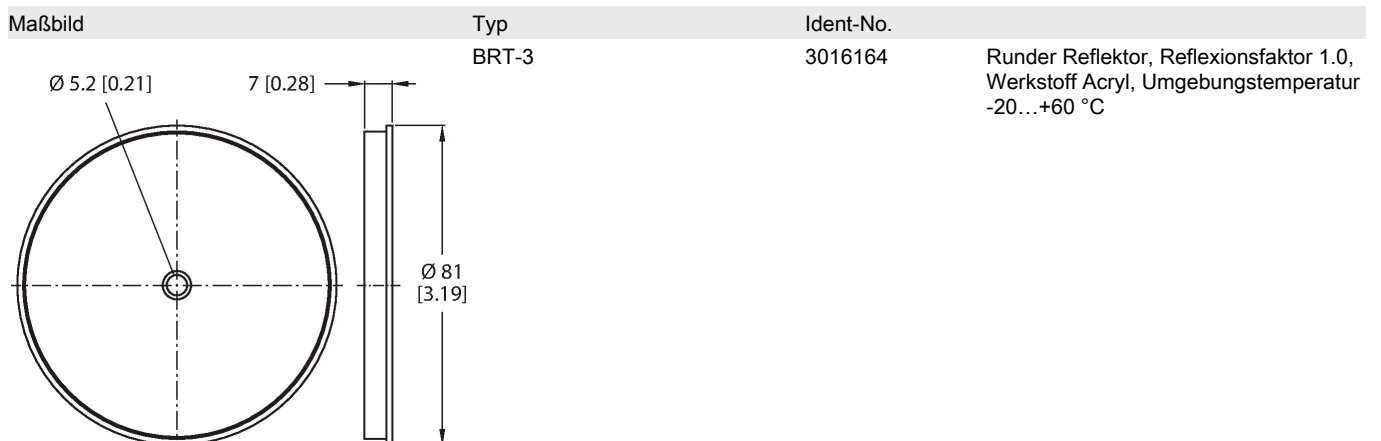 Maßbild Typ Ident-No.
BRT-3 3016164 Runder Reflektor, Reflexionsfaktor 1.0,
Werkstoff Acryl, Umgebungstemperatur
-20…+60 °C
Ø 5.2 [0.21] 7 [0.28]
Ø 81
[3.19]